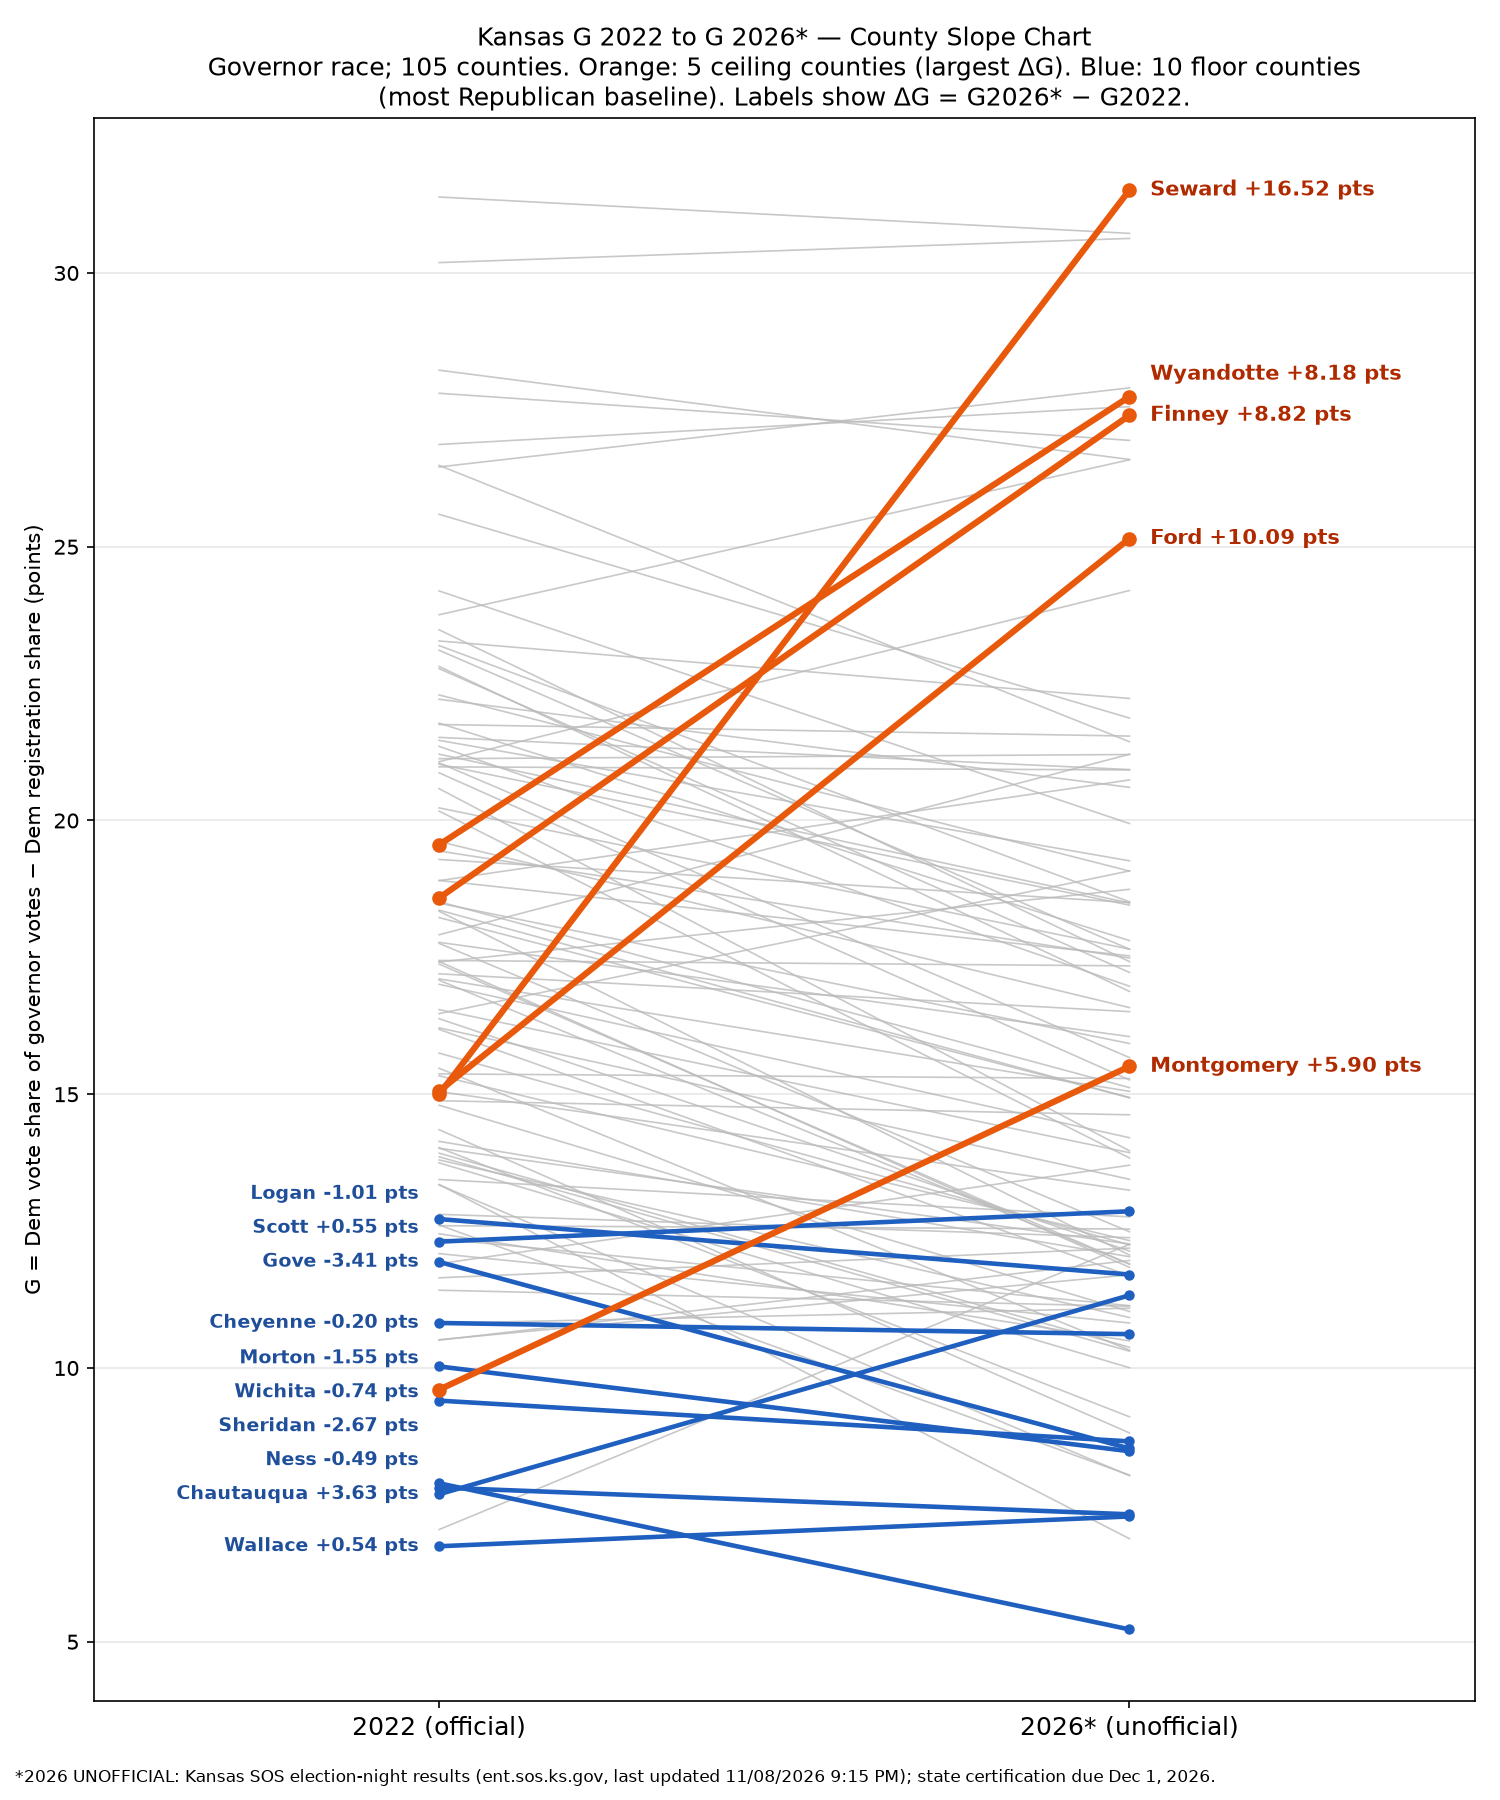 Kansas G 2022 to G 2026* — County Slope Chart
Governor race; 105 counties. Orange: 5 ceiling counties (largest ΔG). Blue: 10 floor counties
(most Republican baseline). Labels show ΔG = G2026* − G2022.
G = Dem vote share of governor votes − Dem registration share (points)
30
25
20
15
10
5
Seward +16.52 pts
Wyandotte +8.18 pts
Finney +8.82 pts
Ford +10.09 pts
Montgomery +5.90 pts
Logan -1.01 pts
Scott +0.55 pts
Gove -3.41 pts
Cheyenne -0.20 pts
Morton -1.55 pts
Wichita -0.74 pts
Sheridan -2.67 pts
Ness -0.49 pts
Chautauqua +3.63 pts
Wallace +0.54 pts
2022 (official)
2026* (unofficial)
*2026 UNOFFICIAL: Kansas SOS election-night results (ent.sos.ks.gov, last updated 11/08/2026 9:15 PM); state certification due Dec 1, 2026.